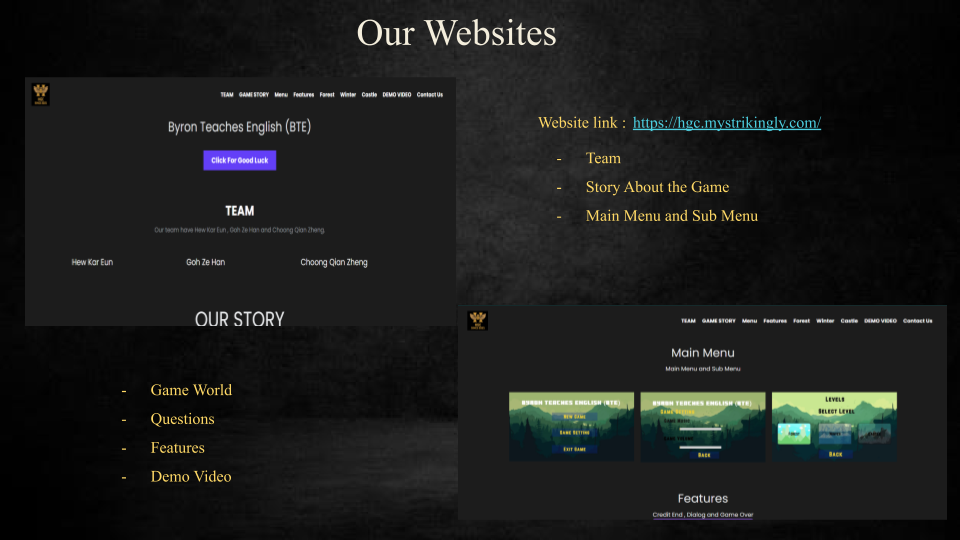 Our Websites
TEAM GAME STORY Menu Features Forest Winter Castle DEMO VIDEO Contact Us
Byron Teaches English (BTE)
Click For Good Luck
TEAM
Our team have Hew Kar Eun , Goh Ze Han and Choong Qian Zheng.
Hew Kar Eun Goh Ze Han Choong Qian Zheng
OUR STORY
Website link : https://hgc.mystrikingly.com/
- Team
- Story About the Game
- Main Menu and Sub Menu
- Game World
- Questions
- Features
- Demo Video
TEAM GAME STORY Menu Features Forest Winter Castle DEMO VIDEO Contact Us
Main Menu
Main Menu and Sub Menu
BYRON TEACHES ENGLISH (BTE)
NEW GAME
GAME SETTING
EXIT GAME
BYRON TEACHES ENGLISH (BTE)
GAME SETTING
BACK
LEVELS
SELECT LEVEL
BACK
Features
Credit End , Dialog and Game Over